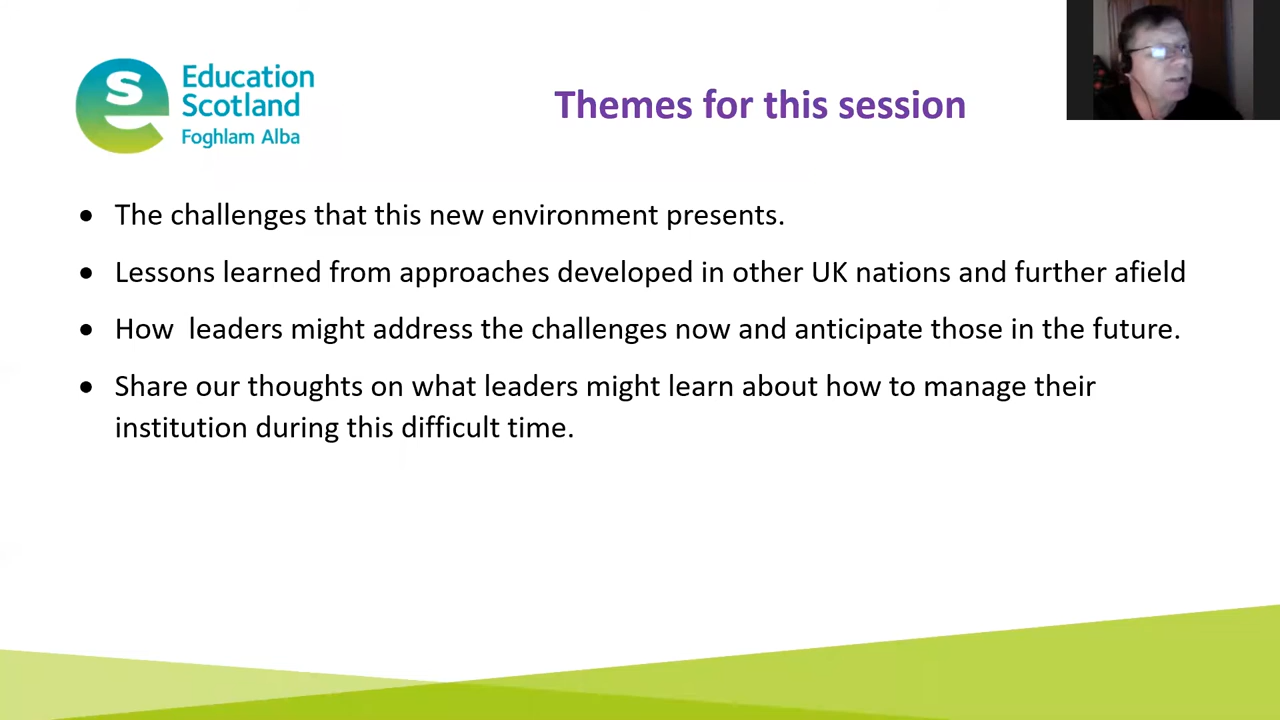 Education
Scotland
Foghlam Alba
Themes for this session
• The challenges that this new environment presents.
• Lessons learned from approaches developed in other UK nations and further afield
• How  leaders might address the challenges now and anticipate those in the future.
• Share our thoughts on what leaders might learn about how to manage their
institution during this difficult time.